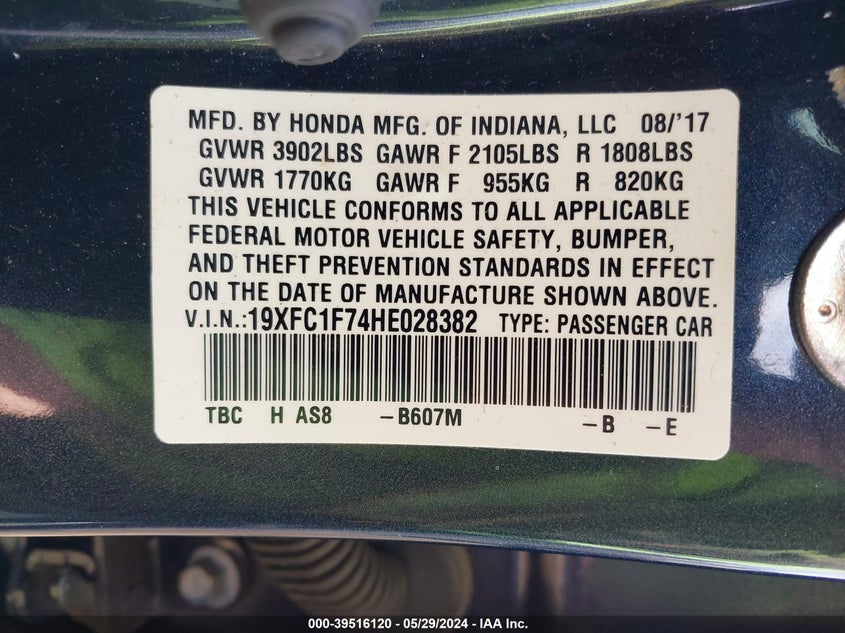 MFD. BY HONDA MFG. OF INDIANA, LLC 08/'17
GVWR 3902LBS GAWR F 2105LBS R 1808LBS
GVWR 1770KG GAWR F 955KG R 820KG
THIS VEHICLE CONFORMS TO ALL APPLICABLE
FEDERAL MOTOR VEHICLE SAFETY, BUMPER,
AND THEFT PREVENTION STANDARDS IN EFFECT
ON THE DATE OF MANUFACTURE SHOWN ABOVE.
V.I.N.:19XFC1F74HE028382 TYPE: PASSENGER CAR
TBC H AS8 -B607M -B -E
000-39516120 - 05/29/2024 - IAA Inc.